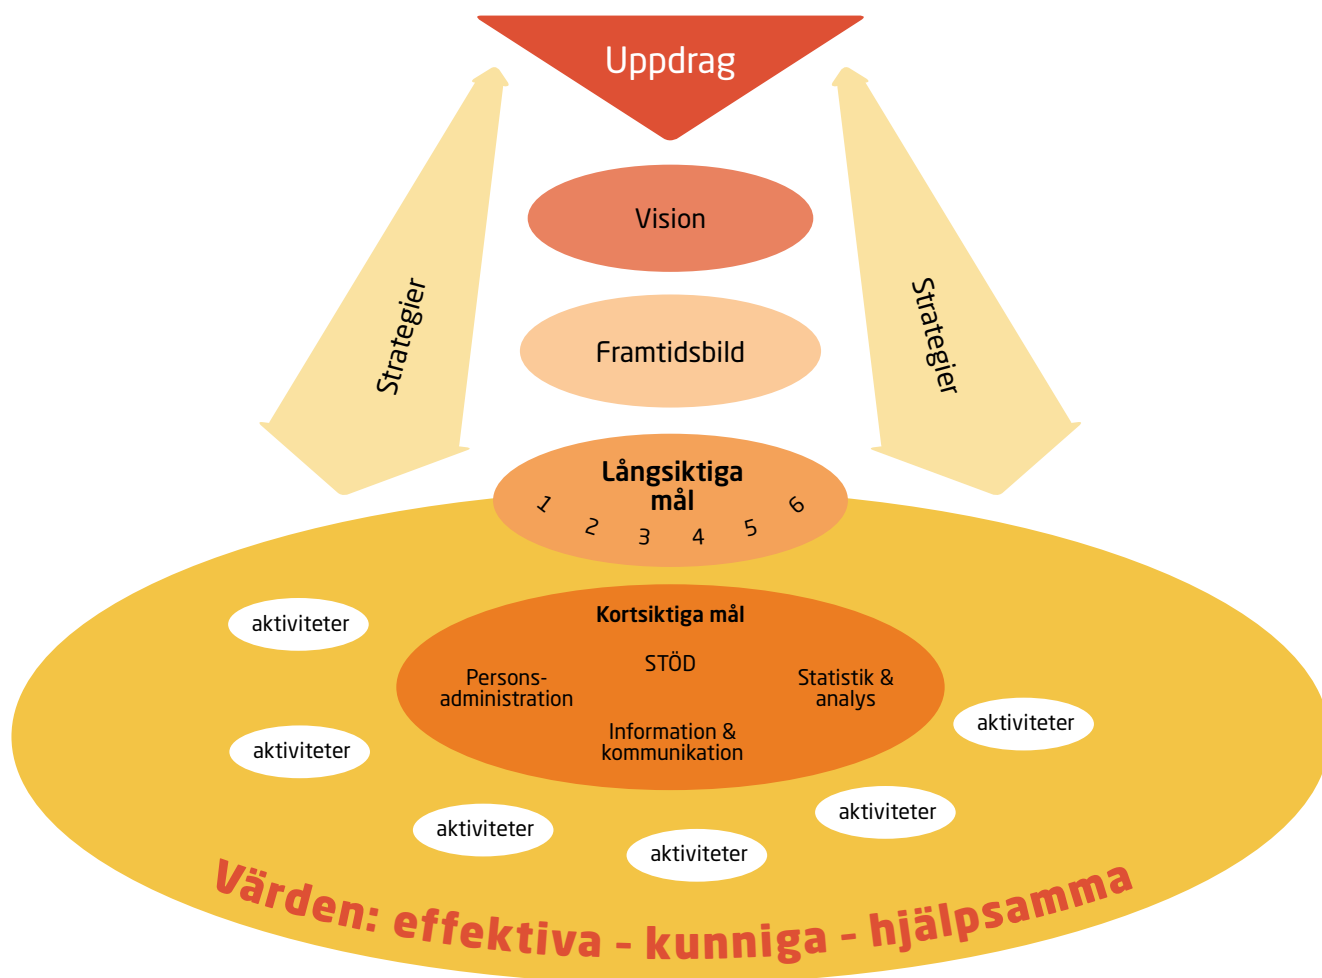 Uppdrag
Vision
Framtidsbild
Strategier
Strategier
Långsiktiga
mål
1 2 3 4 5 6
Kortsiktiga mål
STÖD
Persons-
administration
Statistik &
analys
Information &
kommunikation
aktiviteter
aktiviteter
aktiviteter
aktiviteter
aktiviteter
aktiviteter
Värden: effektiva - kunniga - hjälpsamma